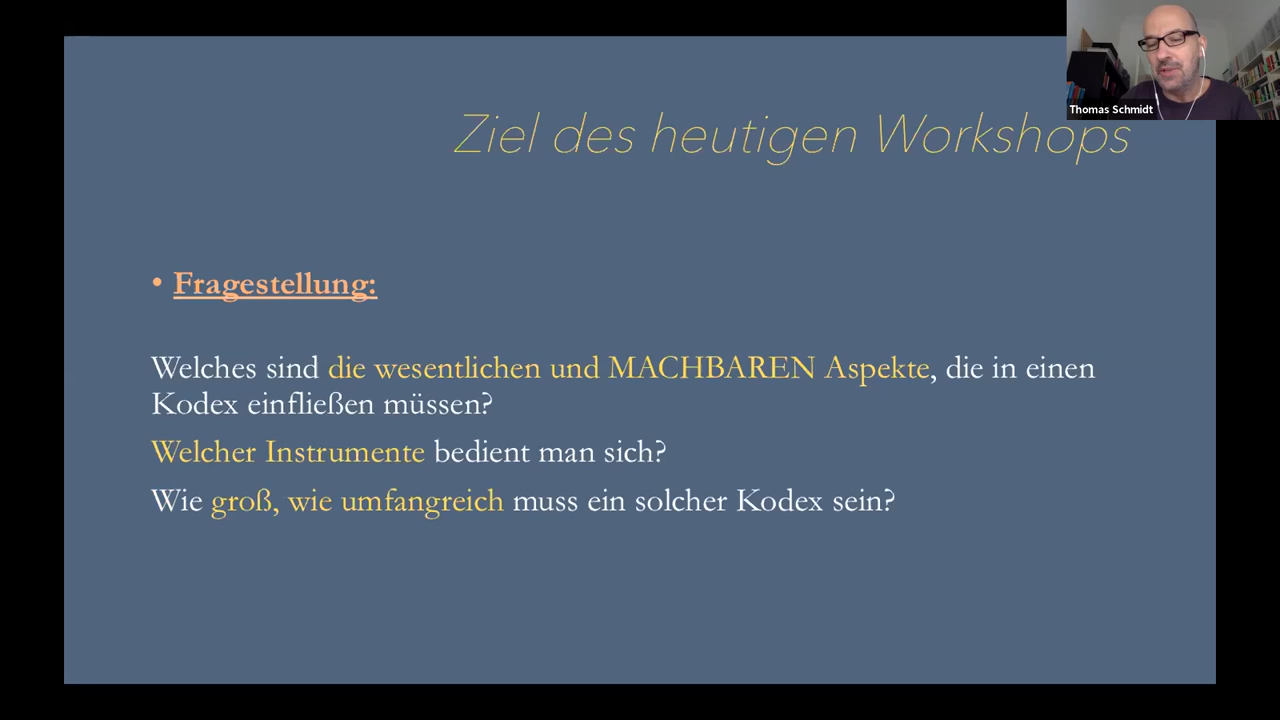 Thomas Schmidt
Ziel des heutigen Workshops
• Fragestellung:
Welches sind die wesentlichen und MACHBAREN Aspekte, die in einen
Kodex einfließen müssen?
Welcher Instrumente bedient man sich?
Wie groß, wie umfangreich muss ein solcher Kodex sein?